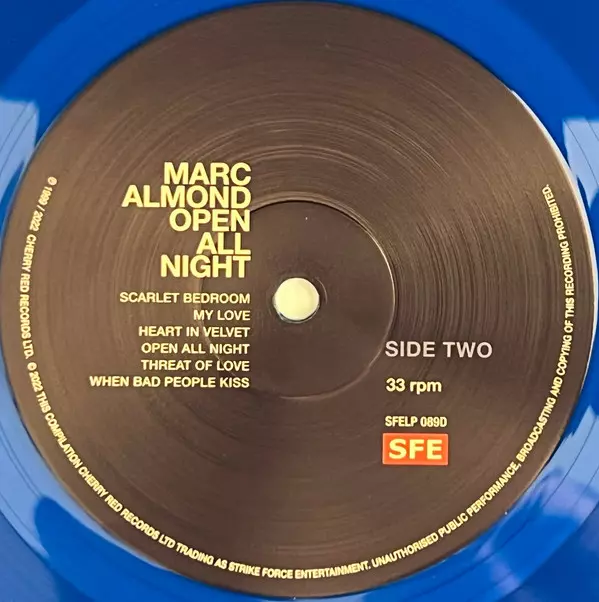 MARC
ALMOND
OPEN
ALL
NIGHT
SCARLET BEDROOM
MY LOVE
HEART IN VELVET
OPEN ALL NIGHT
THREAT OF LOVE
WHEN BAD PEOPLE KISS
SIDE TWO
33 rpm
SFELP 089D
SFE
℗ 1999 / 2022 CHERRY RED RECORDS LTD. © 2022 THIS COMPILATION CHERRY RED RECORDS LTD TRADING AS STRIKE FORCE ENTERTAINMENT. UNAUTHORISED PUBLIC PERFORMANCE, BROADCASTING AND COPYING OF THIS RECORDING PROHIBITED.